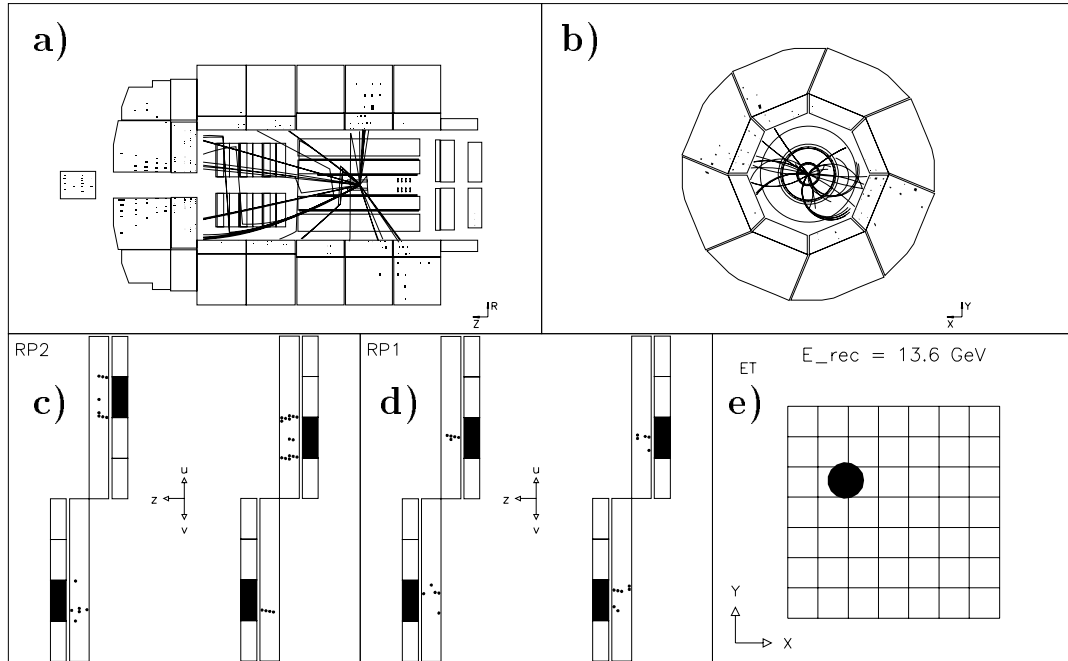 a)
R
Z
b)
Y
X
RP2
c)
u
z
v
RP1
d)
u
z
v
E_rec = 13.6 GeV
ET
e)
Y
X